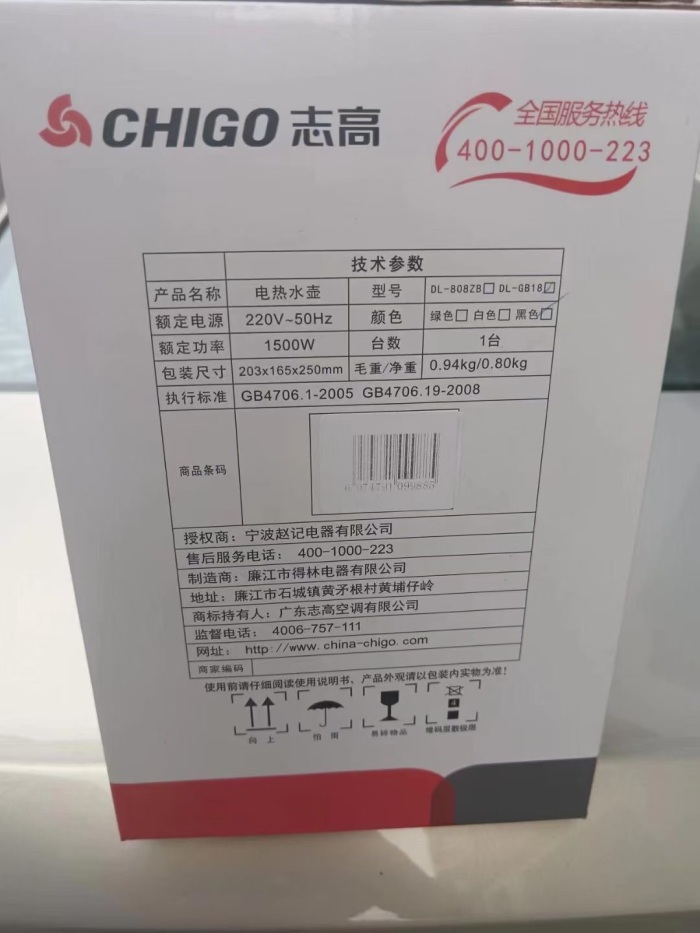 CHIGO 志高
全国服务热线
400-1000-223
技术参数
产品名称 电热水壶 型号 DL-808ZB□ DL-GB18☑
额定电源 220V~50Hz 颜色 绿色□ 白色□ 黑色☑
额定功率 1500W 台数 1台
包装尺寸 203x165x250mm 毛重/净重 0.94kg/0.80kg
执行标准 GB4706.1-2005 GB4706.19-2008
商品条码
授权商：宁波赵记电器有限公司
售后服务电话： 400-1000-223
制造商：廉江市得林电器有限公司
地址：廉江市石城镇黄矛根村黄埔仔岭
商标持有人：广东志高空调有限公司
监督电话： 4006-757-111
网址： http://www.china-chigo.com
商家编码
使用前请仔细阅读使用说明书、产品外观请以包装内实物为准！
4
向上 怕雨 易碎物品 堆码层数极限